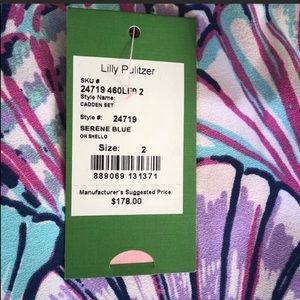 Lilly Pulitzer
SKU #
24719 2
Style Name:
CADDEN SET
Style #: 24719
SERENE BLUE
OH SHELLO
Size: 2
889069 131371
Manufacturer's Suggested Price
$178.00